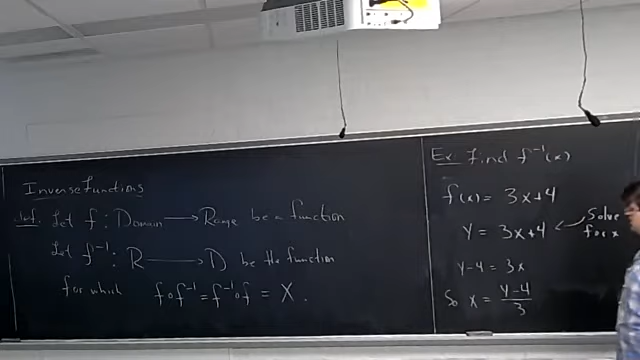 Inverse Functions
Def: Let f : Domain → Range be a function
Let f⁻¹ : R → D be the function
for which f∘f⁻¹ = f⁻¹∘f = X .
Ex: Find f⁻¹(x)
f(x) = 3x+4
y = 3x+4 ← Solve for x
y-4 = 3x
So x = (y-4)/3